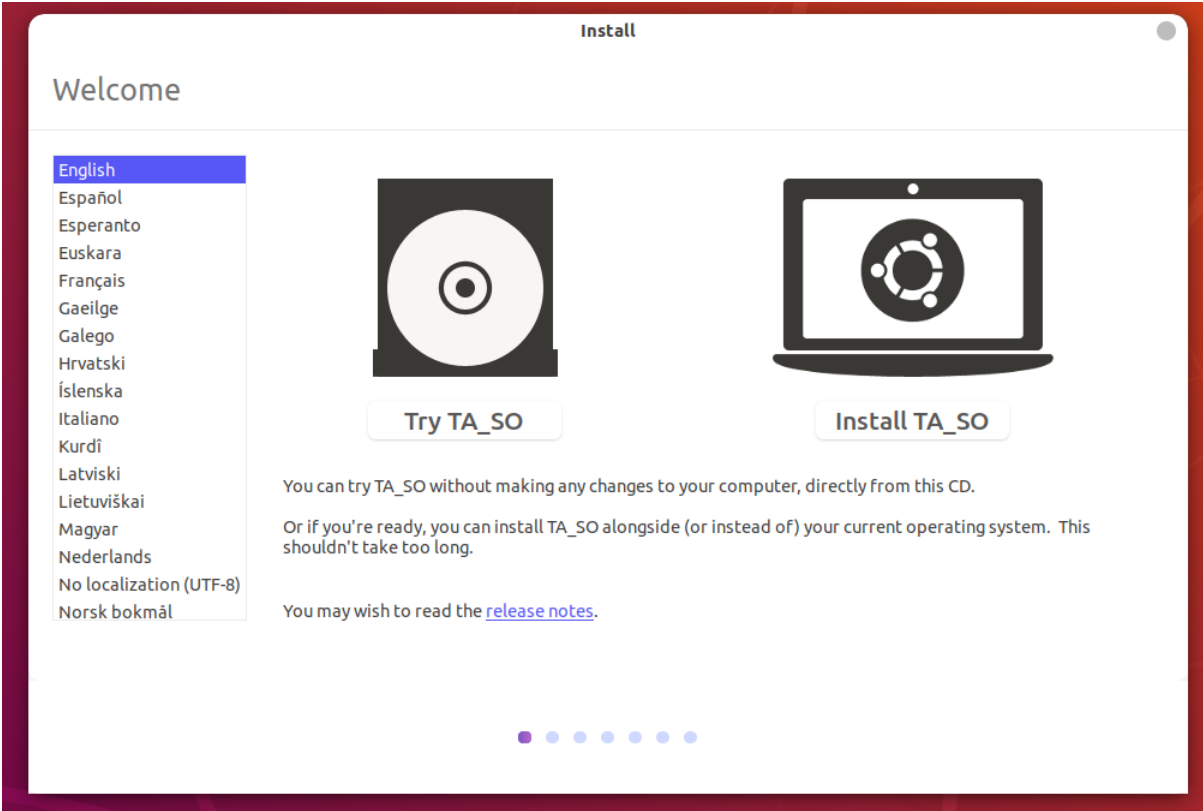 Install
Welcome
English
Español
Esperanto
Euskara
Français
Gaeilge
Galego
Hrvatski
Íslenska
Italiano
Kurdî
Latviski
Lietuviškai
Magyar
Nederlands
No localization (UTF-8)
Norsk bokmål
Try TA_SO
Install TA_SO
You can try TA_SO without making any changes to your computer, directly from this CD.
Or if you're ready, you can install TA_SO alongside (or instead of) your current operating system.  This
shouldn't take too long.
You may wish to read the release notes.